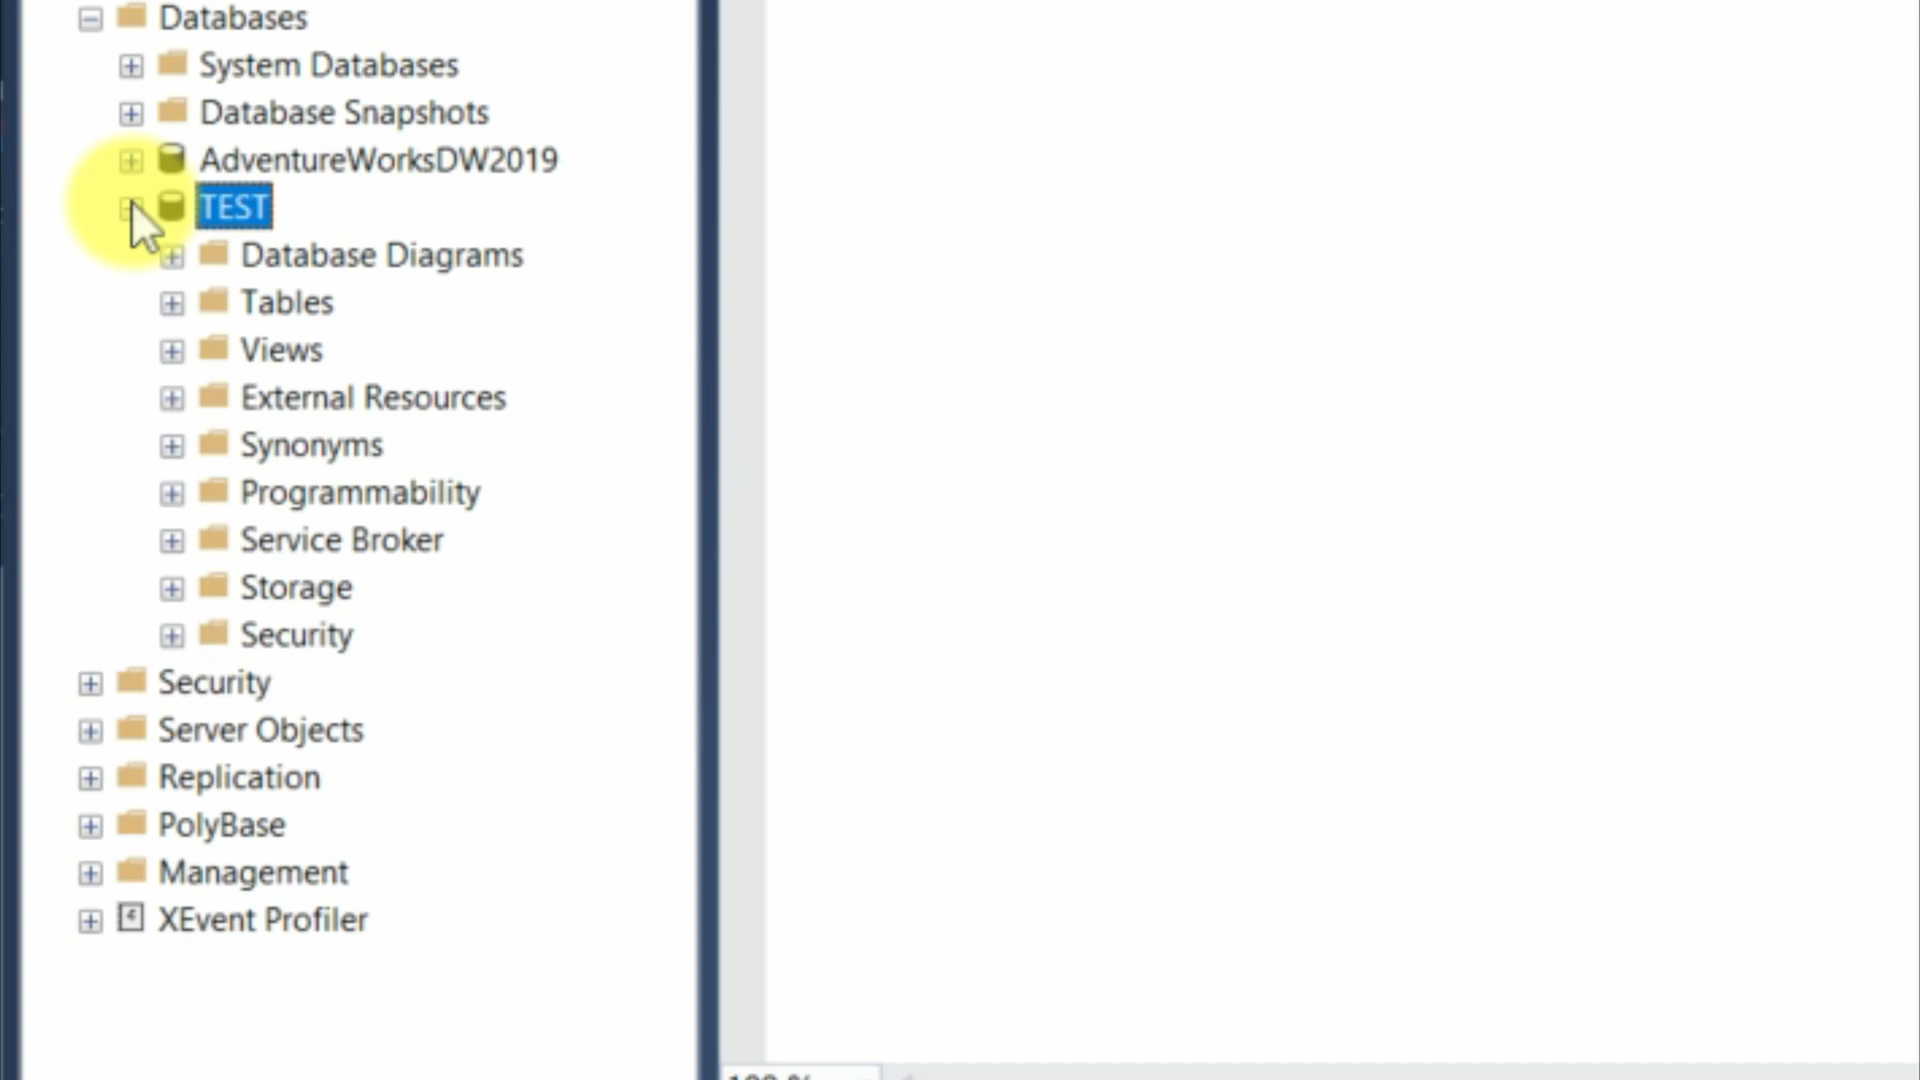 Databases
System Databases
Database Snapshots
AdventureWorksDW2019
TEST
Database Diagrams
Tables
Views
External Resources
Synonyms
Programmability
Service Broker
Storage
Security
Security
Server Objects
Replication
PolyBase
Management
XEvent Profiler